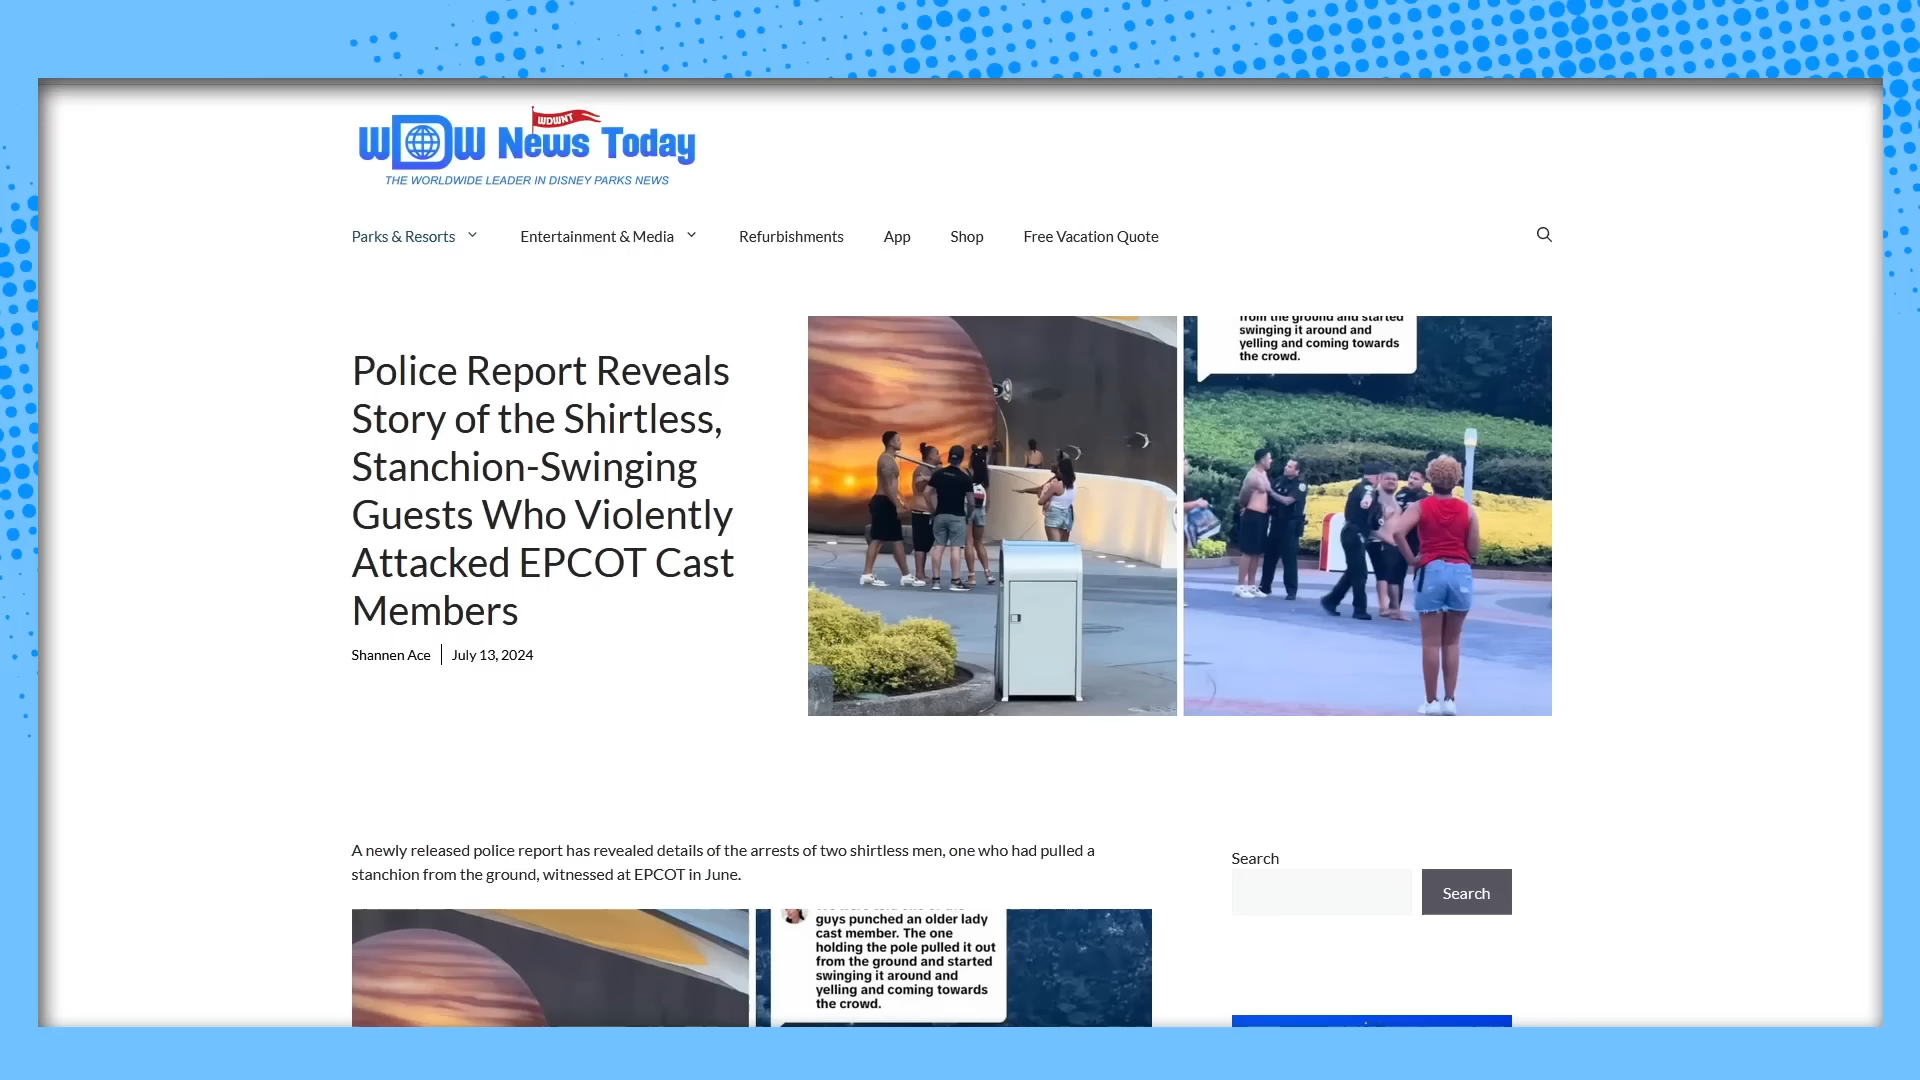 WDWNT
WDW News Today
THE WORLDWIDE LEADER IN DISNEY PARKS NEWS
Parks & Resorts
Entertainment & Media
Refurbishments
App
Shop
Free Vacation Quote
Police Report Reveals
Story of the Shirtless,
Stanchion-Swinging
Guests Who Violently
Attacked EPCOT Cast
Members
Shannen Ace
July 13, 2024
from the ground and started
swinging it around and
yelling and coming towards
the crowd.
A newly released police report has revealed details of the arrests of two shirtless men, one who had pulled a
stanchion from the ground, witnessed at EPCOT in June.
guys punched an older lady
cast member. The one
holding the pole pulled it out
from the ground and started
swinging it around and
yelling and coming towards
the crowd.
Search
Search